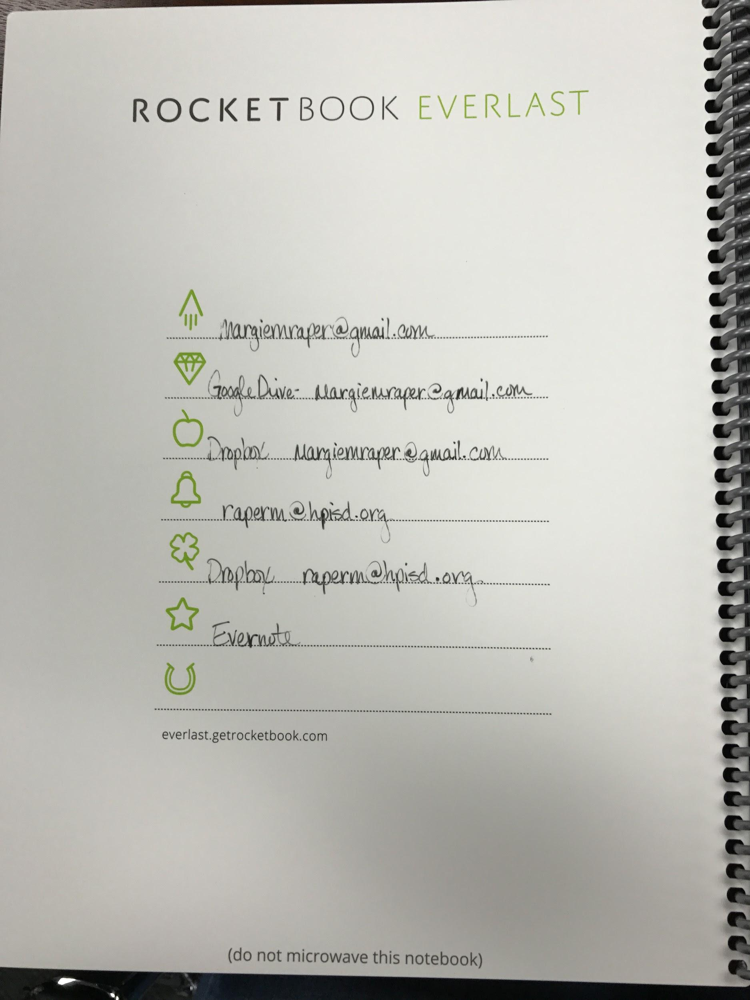 ROCKETBOOK EVERLAST
Margiemraper@gmail.com
Google Drive- Margiemraper@gmail.com
Dropbox Margiemraper@gmail.com
raperm@hpisd.org
Dropbox raperm@hpisd.org
Evernote
everlast.getrocketbook.com
(do not microwave this notebook)